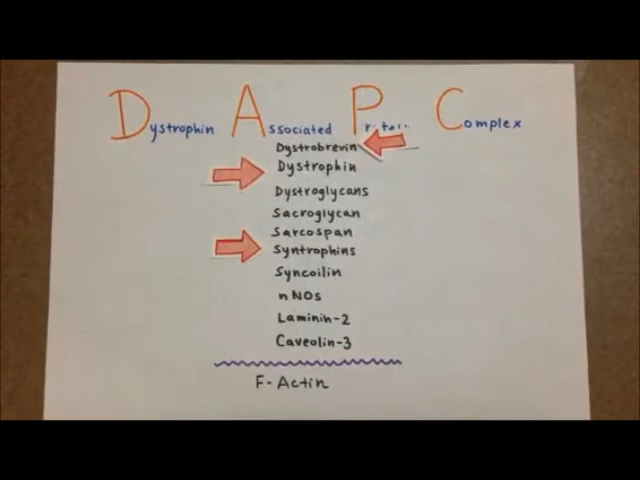 Dystrophin Associated Complex
Dystrobrevin
Dystrophin
Dystroglycans
Sacroglycan
Sarcospan
Syntrophins
Syncoilin
nNOs
Laminin-2
Caveolin-3
F-Actin